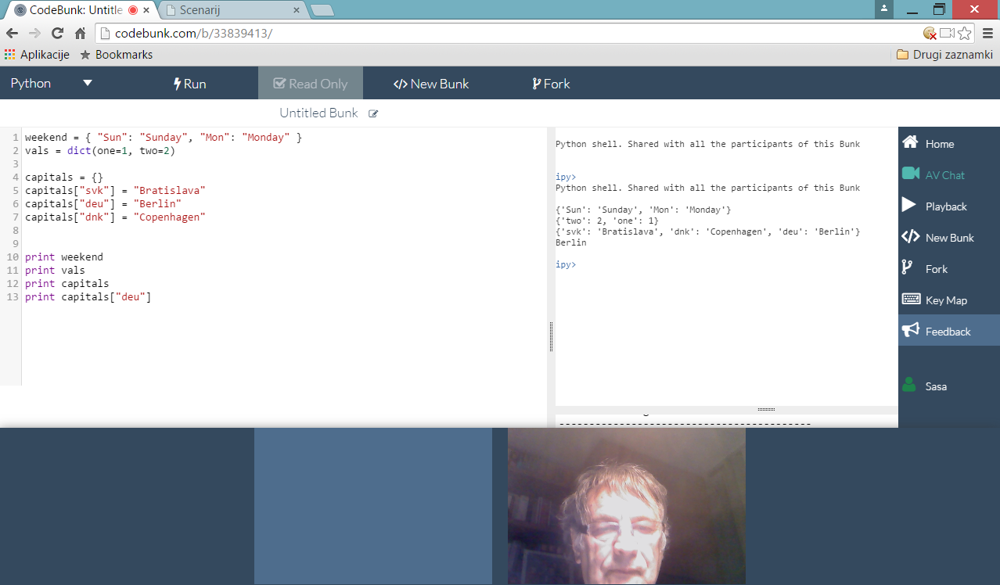 CodeBunk: Untitle
Scenarij
codebunk.com/b/33839413/
Aplikacije Bookmarks Drugi zaznamki
Python Run Read Only New Bunk Fork
Untitled Bunk
1 weekend = { "Sun": "Sunday", "Mon": "Monday" }
2 vals = dict(one=1, two=2)
3
4 capitals = {}
5 capitals["svk"] = "Bratislava"
6 capitals["deu"] = "Berlin"
7 capitals["dnk"] = "Copenhagen"
8
9
10 print weekend
11 print vals
12 print capitals
13 print capitals["deu"]
Python shell. Shared with all the participants of this Bunk
ipy>
Python shell. Shared with all the participants of this Bunk
{'Sun': 'Sunday', 'Mon': 'Monday'}
{'two': 2, 'one': 1}
{'svk': 'Bratislava', 'dnk': 'Copenhagen', 'deu': 'Berlin'}
Berlin
ipy>
------------------------------------------
Home
AV Chat
Playback
New Bunk
Fork
Key Map
Feedback
Sasa